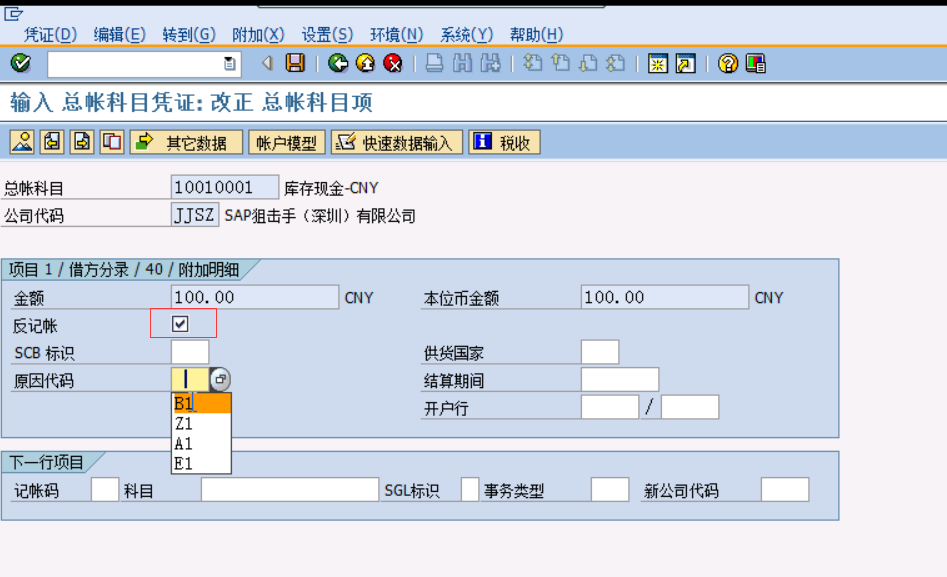 凭证(D) 编辑(E) 转到(G) 附加(X) 设置(S) 环境(N) 系统(Y) 帮助(H)
输入 总帐科目凭证: 改正 总帐科目项
其它数据 帐户模型 快速数据输入 税收
总帐科目 10010001 库存现金-CNY
公司代码 JJSZ SAP狙击手（深圳）有限公司
项目 1 / 借方分录 / 40 / 附加明细
金额 100.00 CNY 本位币金额 100.00 CNY
反记帐
SCB 标识 供货国家
原因代码 结算期间
B1 开户行 /
Z1
A1
E1
下一行项目
记帐码 科目 SGL标识 事务类型 新公司代码